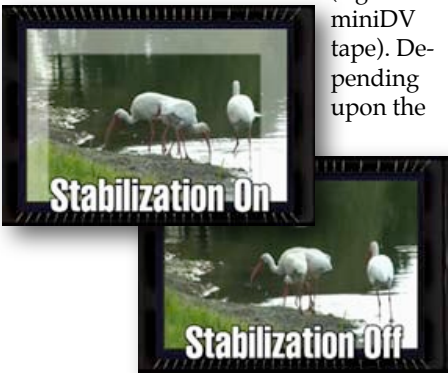 miniDV
tape). De-
pending
upon the
Stabilization On
Stabilization Off